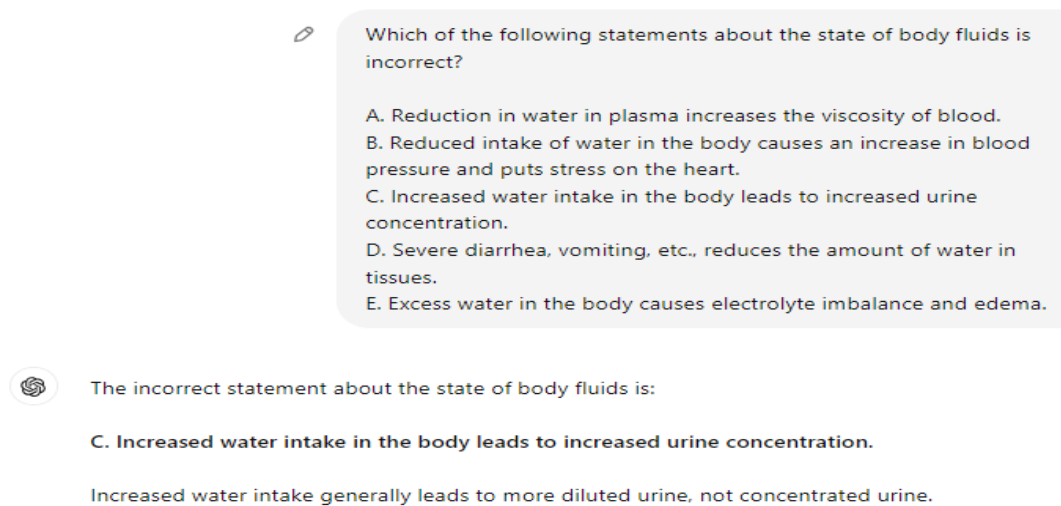 Which of the following statements about the state of body fluids is
incorrect?
A. Reduction in water in plasma increases the viscosity of blood.
B. Reduced intake of water in the body causes an increase in blood
pressure and puts stress on the heart.
C. Increased water intake in the body leads to increased urine
concentration.
D. Severe diarrhea, vomiting, etc., reduces the amount of water in
tissues.
E. Excess water in the body causes electrolyte imbalance and edema.
The incorrect statement about the state of body fluids is:
C. Increased water intake in the body leads to increased urine concentration.
Increased water intake generally leads to more diluted urine, not concentrated urine.